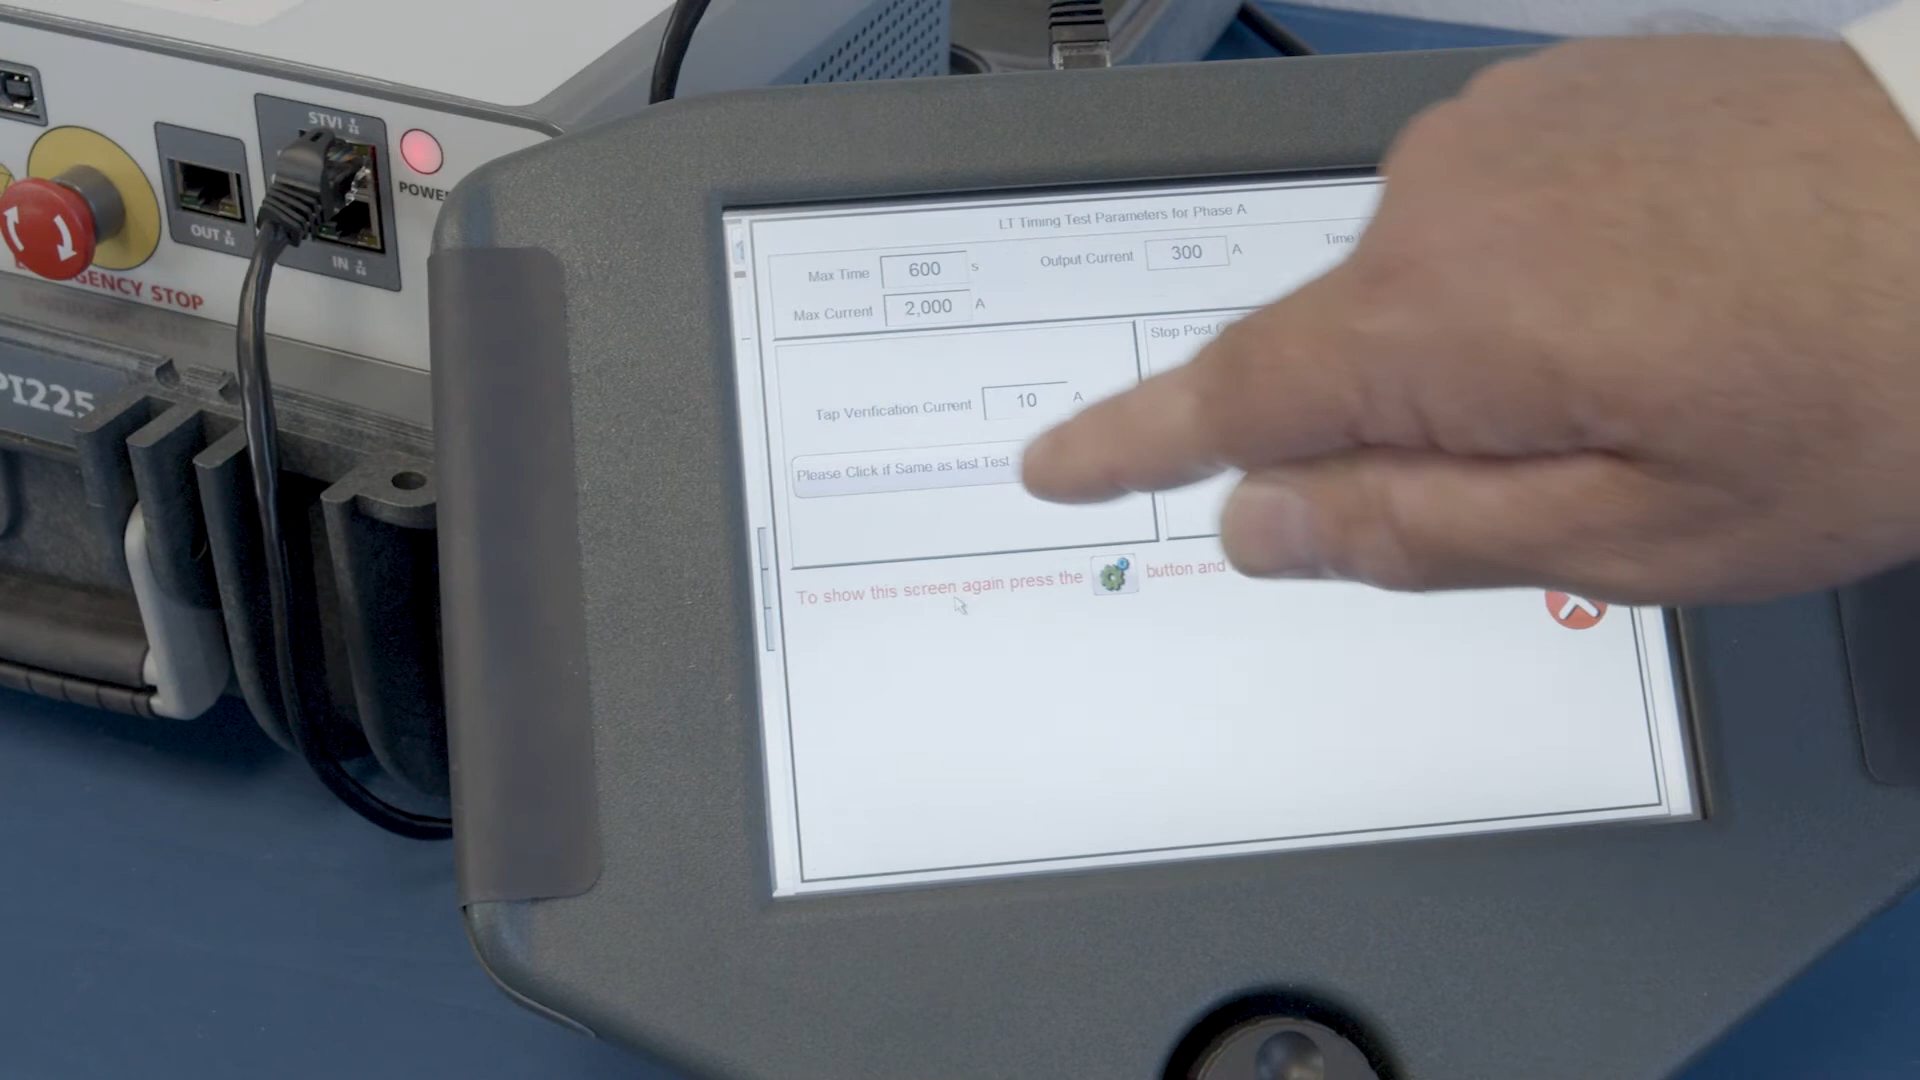 STVI
POWE
OUT
IN
GENCY STOP
PI225
LT Timing Test Parameters for Phase A
Max Time 600 s Output Current 300 A Time
Max Current 2,000 A
Stop Post
Tap Verification Current 10 A
Please Click if Same as last Test
To show this screen again press the button and